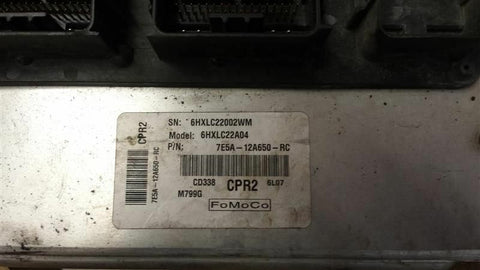 SN: 6HXLC22002WM
Model: 6HXLC22A04
P/N: 7E5A-12A650-RC
CD338 CPR2 6L07
M799G
FoMoCo
CPR2
7E5A-12A650-RC